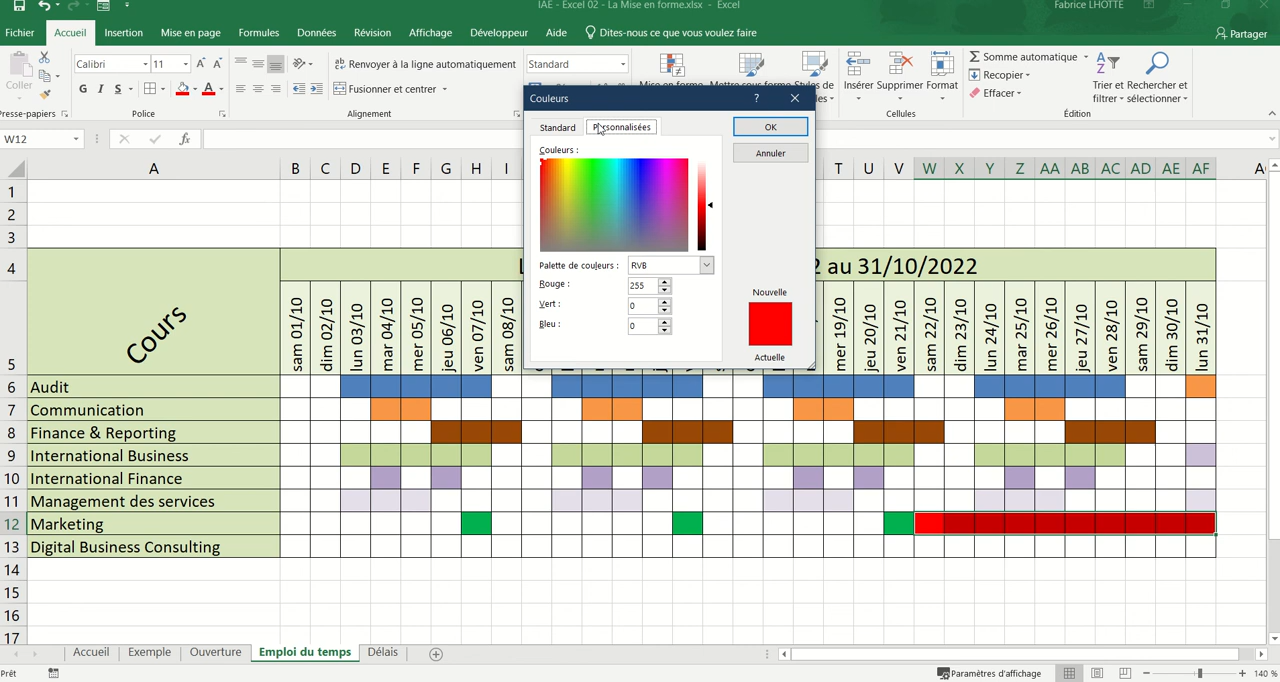 IAE - Excel 02 - La Mise en forme.xlsx - Excel
Fabrice LHOTTE
Fichier Accueil Insertion Mise en page Formules Données Révision Affichage Développeur Aide Dites-nous ce que vous voulez faire Partager
Calibri 11 Renvoyer à la ligne automatiquement Standard Somme automatique
Coller G I S Fusionner et centrer Insérer Supprimer Format Recopier Trier et Rechercher et
Effacer filtrer sélectionner
Presse-papiers Police Alignement Cellules Édition
W12 fx
Couleurs ? ×
Standard Personnalisées OK
Annuler
Couleurs :
Palette de couleurs : RVB
Rouge : 255
Vert : 0
Bleu : 0
Nouvelle
Actuelle
A B C D E F G H I T U V W X Y Z AA AB AC AD AE AF
1
2
3
4 au 31/10/2022
5 Cours sam 01/10 dim 02/10 lun 03/10 mar 04/10 mer 05/10 jeu 06/10 ven 07/10 sam 08/10 mer 19/10 jeu 20/10 ven 21/10 sam 22/10 dim 23/10 lun 24/10 mar 25/10 mer 26/10 jeu 27/10 ven 28/10 sam 29/10 dim 30/10 lun 31/10
6 Audit
7 Communication
8 Finance & Reporting
9 International Business
10 International Finance
11 Management des services
12 Marketing
13 Digital Business Consulting
14
15
16
17
Accueil Exemple Ouverture Emploi du temps Délais
Prêt Paramètres d'affichage 140 %